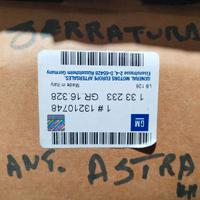 SERRATURA
1 # 13210748
1 33 233 GR.16.328
Made in Italy
LB 126
GENERAL MOTORS EUROPE AFTERSALES
Eisenstrasse 2-4, D-65428 Rüsselsheim Germany
GM
ANT. ASTRA H